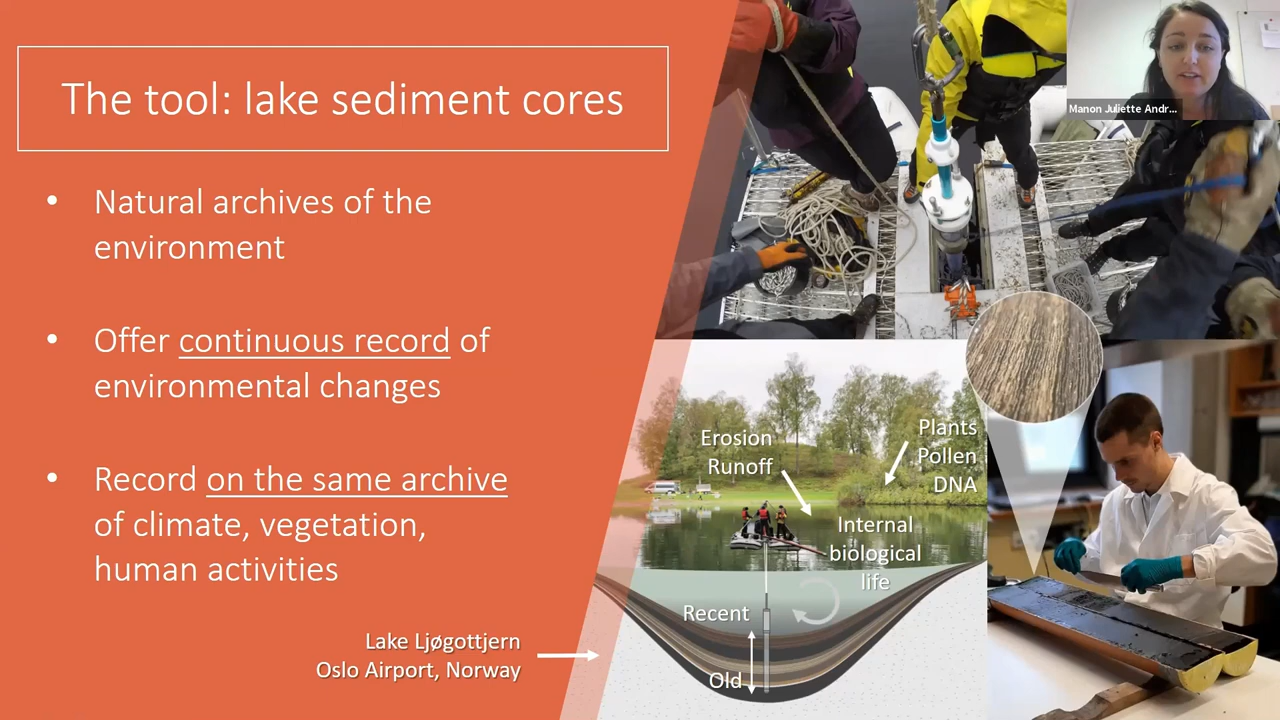 The tool: lake sediment cores
• Natural archives of the
environment
• Offer continuous record of
environmental changes
• Record on the same archive
of climate, vegetation,
human activities
Lake Ljøgottjern
Oslo Airport, Norway
Manon Juliette Andr...
Erosion
Runoff
Plants
Pollen
DNA
Internal
biological
life
Recent
Old